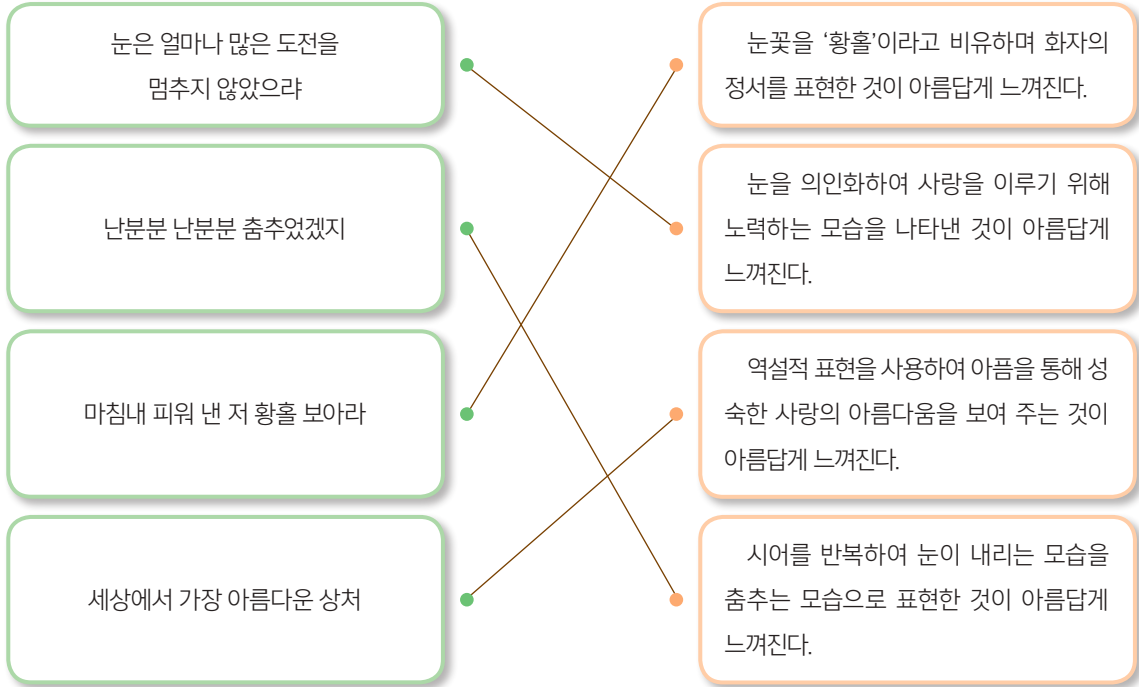 눈은 얼마나 많은 도전을
멈추지 않았으랴
눈꽃을 ‘황홀’이라고 비유하며 화자의
정서를 표현한 것이 아름답게 느껴진다.
난분분 난분분 춤추었겠지
눈을 의인화하여 사랑을 이루기 위해
노력하는 모습을 나타낸 것이 아름답게
느껴진다.
마침내 피워 낸 저 황홀 보아라
역설적 표현을 사용하여 아픔을 통해 성
숙한 사랑의 아름다움을 보여 주는 것이
아름답게 느껴진다.
세상에서 가장 아름다운 상처
시어를 반복하여 눈이 내리는 모습을
춤추는 모습으로 표현한 것이 아름답게
느껴진다.